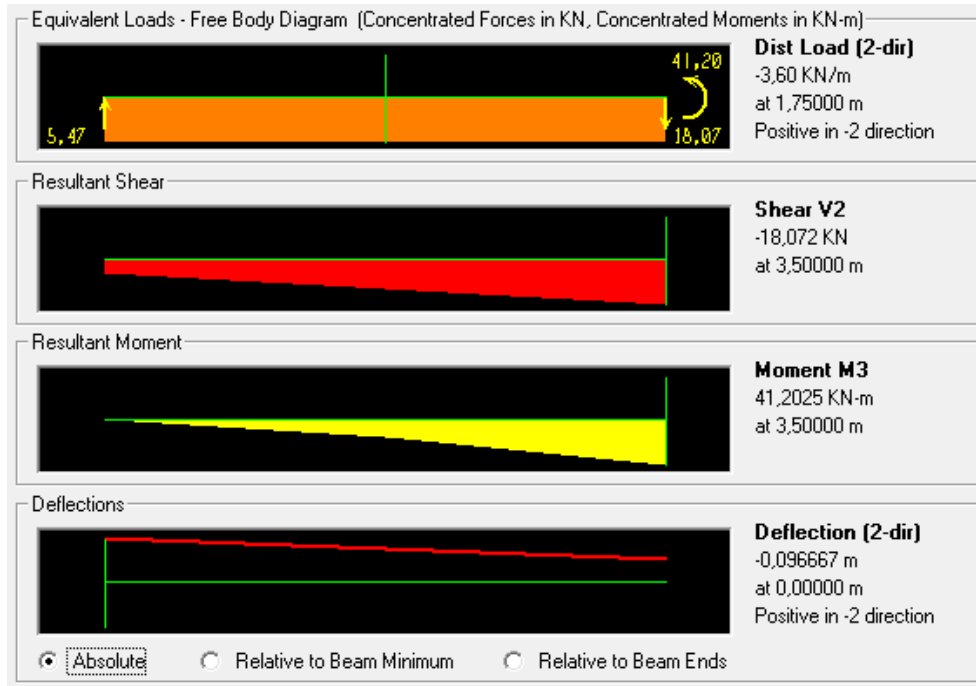 Equivalent Loads - Free Body Diagram (Concentrated Forces in KN, Concentrated Moments in KN-m)
41,20
5,47
18,07
Dist Load (2-dir)
-3,60 KN/m
at 1,75000 m
Positive in -2 direction
Resultant Shear
Shear V2
-18,072 KN
at 3,50000 m
Resultant Moment
Moment M3
41,2025 KN-m
at 3,50000 m
Deflections
Deflection (2-dir)
-0,096667 m
at 0,00000 m
Positive in -2 direction
Absolute Relative to Beam Minimum Relative to Beam Ends